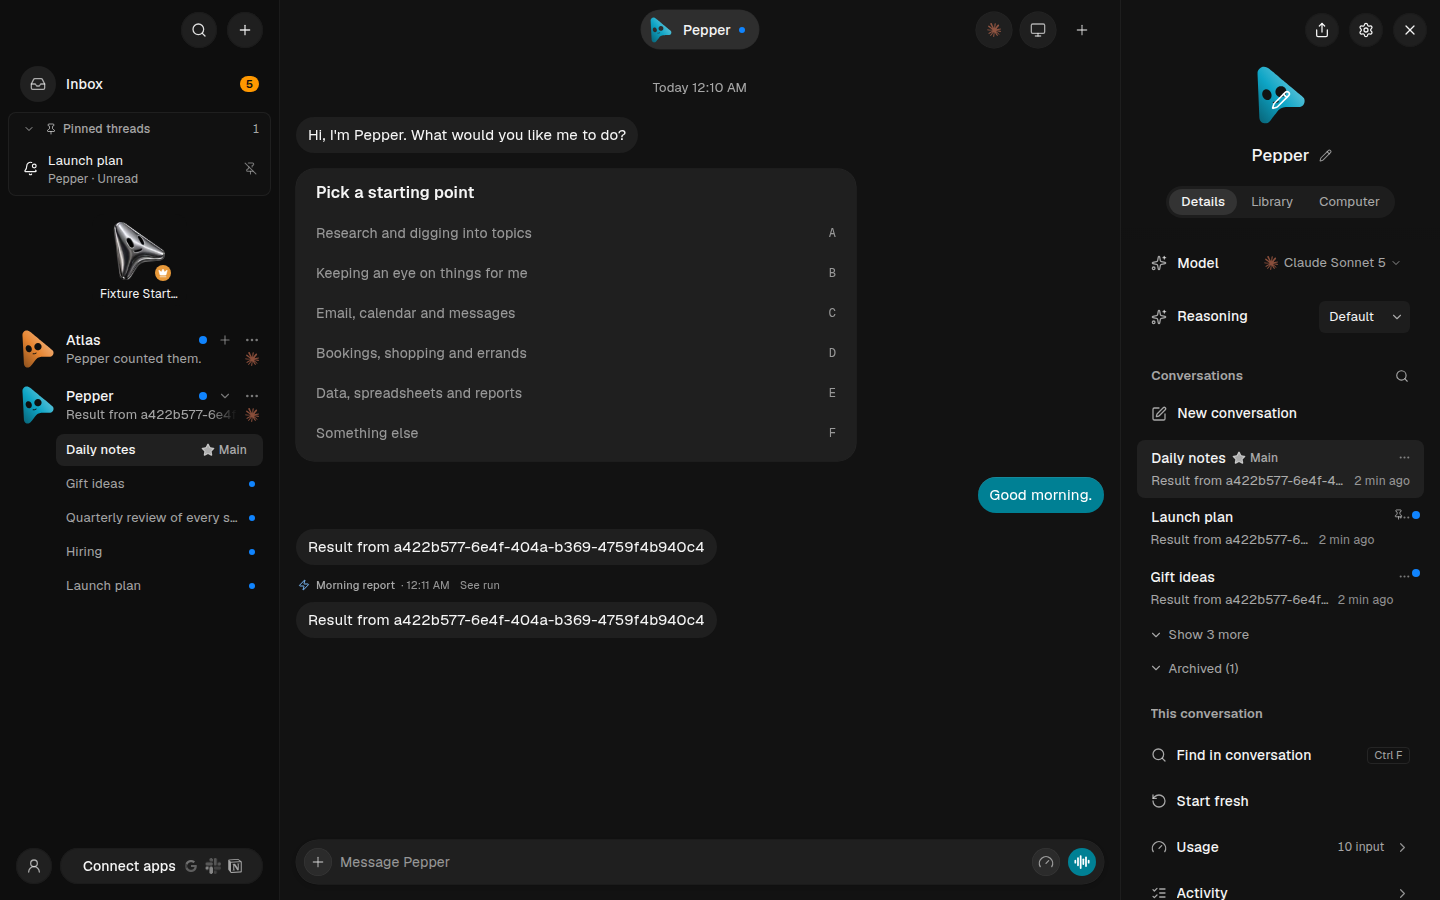 Inbox
5
Pinned threads
1
Launch plan
Pepper · Unread
Fixture Start...
Atlas
Pepper counted them.
Pepper
Result from a422b577-6e4
Daily notes
Main
Gift ideas
Quarterly review of every s...
Hiring
Launch plan
Connect apps
Pepper
Today 12:10 AM
Hi, I'm Pepper. What would you like me to do?
Pick a starting point
Research and digging into topics A
Keeping an eye on things for me B
Email, calendar and messages C
Bookings, shopping and errands D
Data, spreadsheets and reports E
Something else F
Good morning.
Result from a422b577-6e4f-404a-b369-4759f4b940c4
Morning report · 12:11 AM See run
Result from a422b577-6e4f-404a-b369-4759f4b940c4
Message Pepper
Pepper
Details Library Computer
Model Claude Sonnet 5
Reasoning Default
Conversations
New conversation
Daily notes Main
Result from a422b577-6e4f-4... 2 min ago
Launch plan
Result from a422b577-6... 2 min ago
Gift ideas
Result from a422b577-6e4f... 2 min ago
Show 3 more
Archived (1)
This conversation
Find in conversation Ctrl F
Start fresh
Usage 10 input
Activity